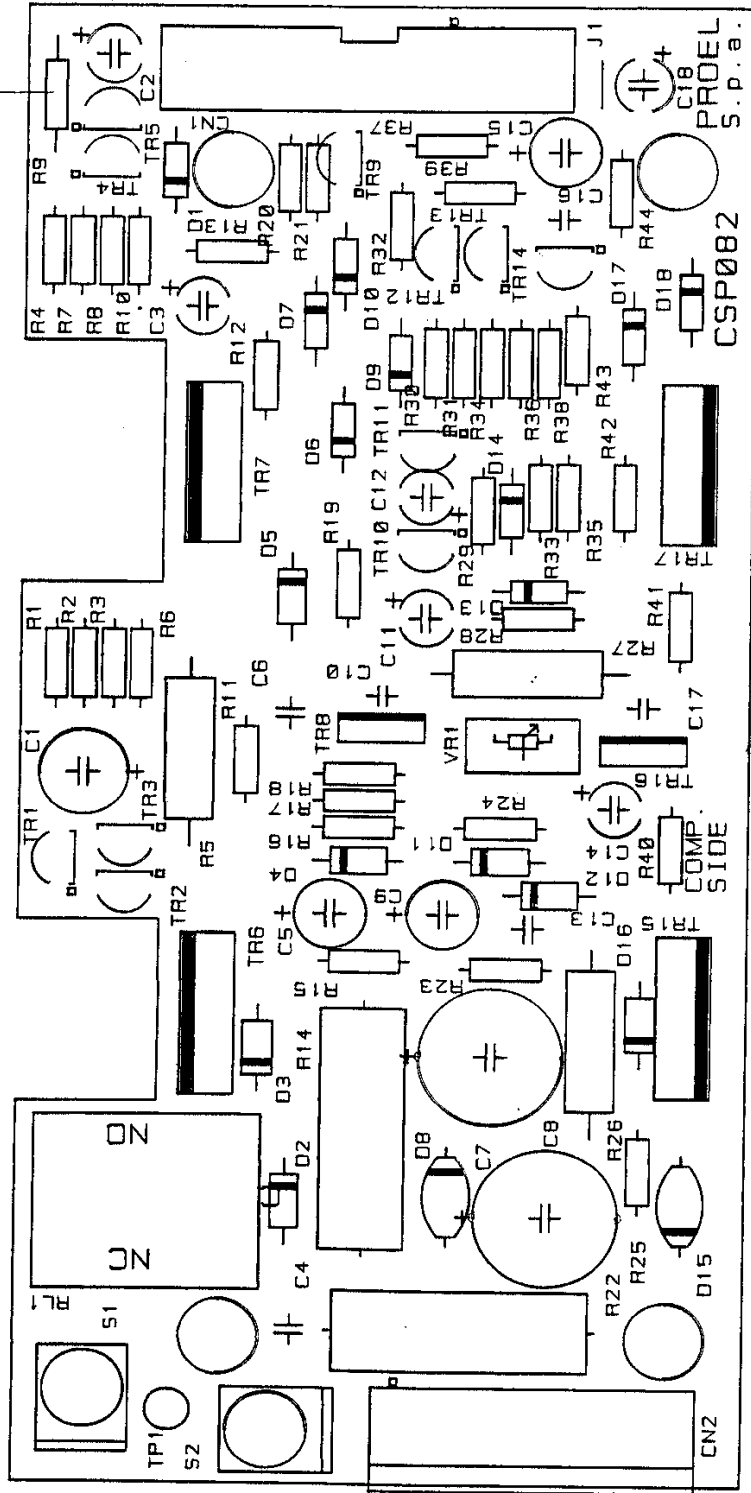 R9
C2
TR5
TR4
D1
CN1
R37
R39
C15
J1
C18
PROEL
S.p.a.
R4
R7
R8
R10
C3
R13
R20
R21
TR9
R32
TR13
C16
R44
R12
D7
D10
TR12
TR14
D17
D18
CSP082
TR7
D6
D9
R30
R31
R34
R36
R38
R43
TR11
C12
D14
R42
D5
R19
TR10
R29
R33
R35
TR17
R1
R2
R3
R6
C11
D13
R28
R27
R41
C1
R11
C6
C10
TR8
VR1
C17
TR1
TR3
R5
R18
R17
R16
R24
TR16
TR2
D4
D11
C14
D12
R40
COMP.
SIDE
TR6
C5
C9
C13
D16
TR15
R15
R23
D3
R14
NO
NC
D2
D8
C7
C8
R26
RL1
S1
C4
R22
R25
D15
TP1
S2
CN2